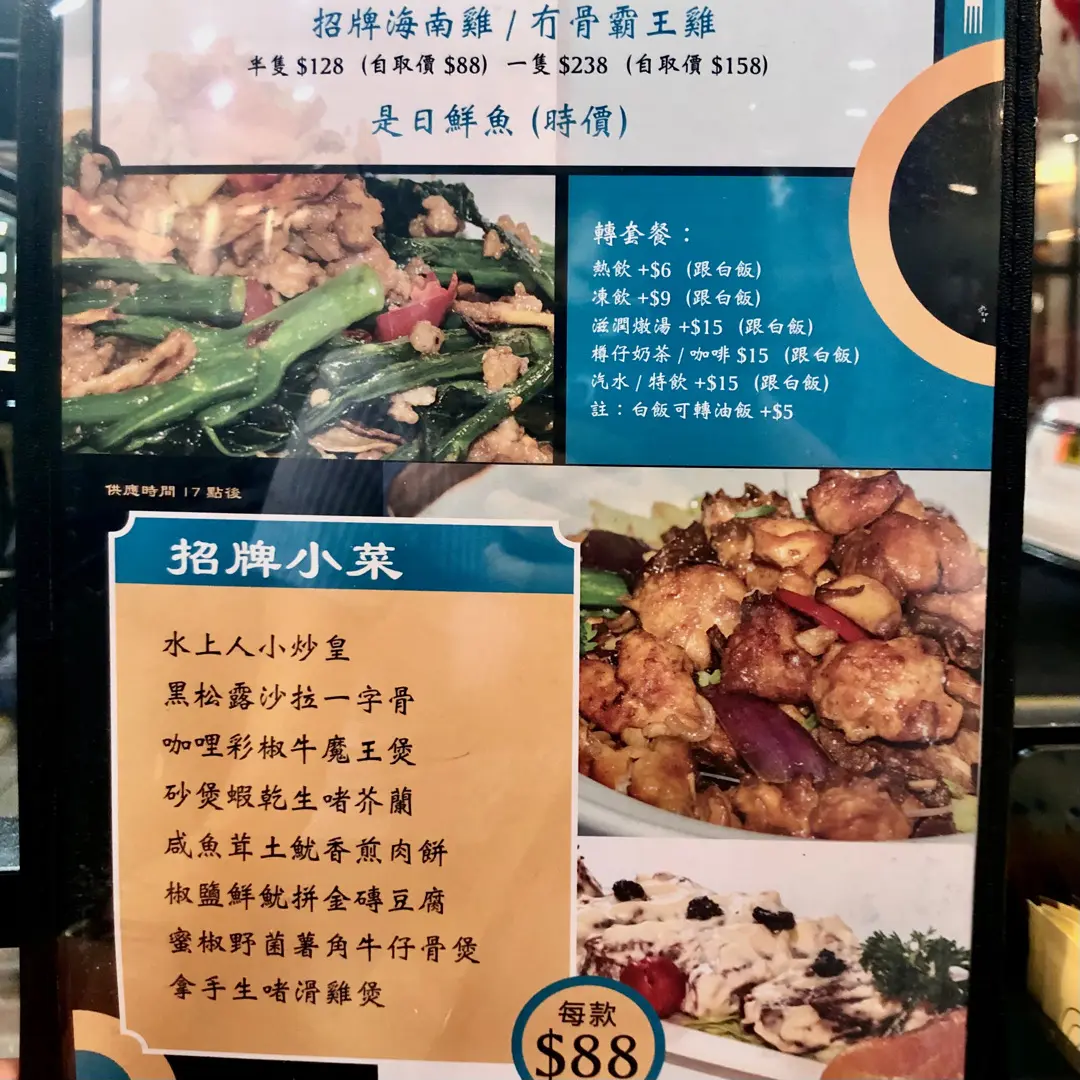 招牌海南雞 / 冇骨霸王雞
半隻 $128 (自取價 $88) 一隻 $238 (自取價 $158)
是日鮮魚 (時價)
轉套餐：
熱飲 +$6 (跟白飯)
凍飲 +$9 (跟白飯)
滋潤燉湯 +$15 (跟白飯)
樽仔奶茶 / 咖啡 $15 (跟白飯)
汽水 / 特飲 +$15 (跟白飯)
註：白飯可轉油飯 +$5
供應時間 17 點後
招牌小菜
水上人小炒皇
黑松露沙拉一字骨
咖哩彩椒牛魔王煲
砂煲蝦乾生啫芥蘭
咸魚茸土魷香煎肉餅
椒鹽鮮魷拼金磚豆腐
蜜椒野菌薯角牛仔骨煲
拿手生啫滑雞煲
每款
$88